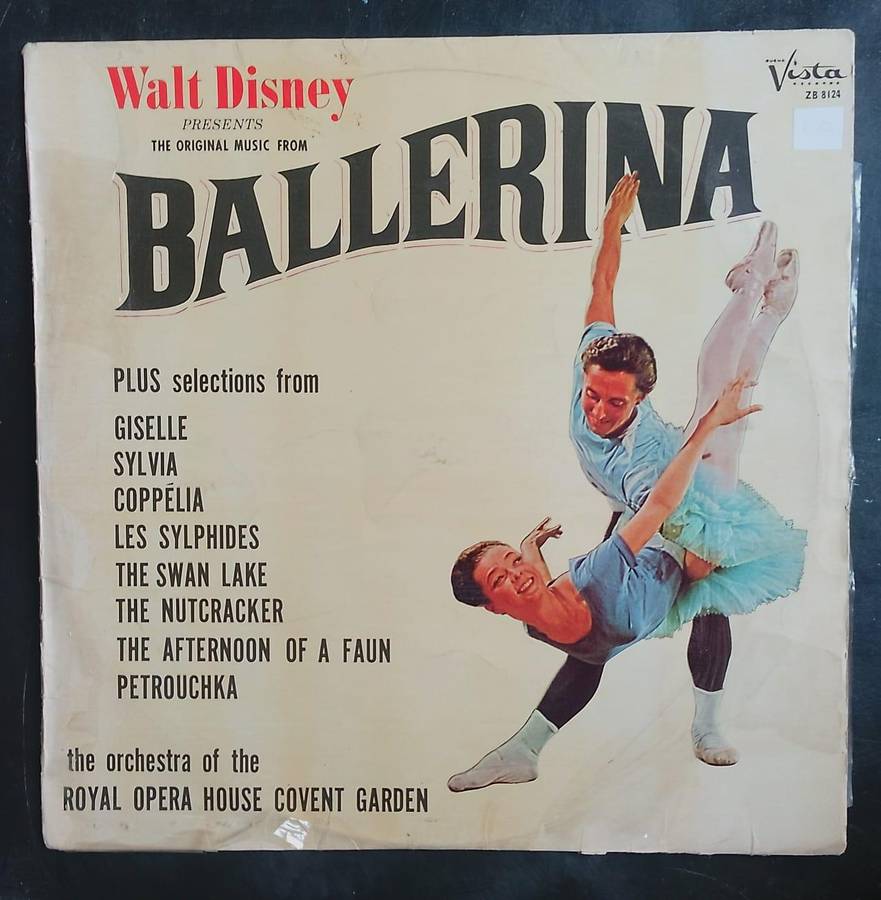 Walt Disney
PRESENTS
THE ORIGINAL MUSIC FROM
BALLERINA
BUENA
Vista
ZB 8124
PLUS selections from
GISELLE
SYLVIA
COPPÉLIA
LES SYLPHIDES
THE SWAN LAKE
THE NUTCRACKER
THE AFTERNOON OF A FAUN
PETROUCHKA
the orchestra of the
ROYAL OPERA HOUSE COVENT GARDEN